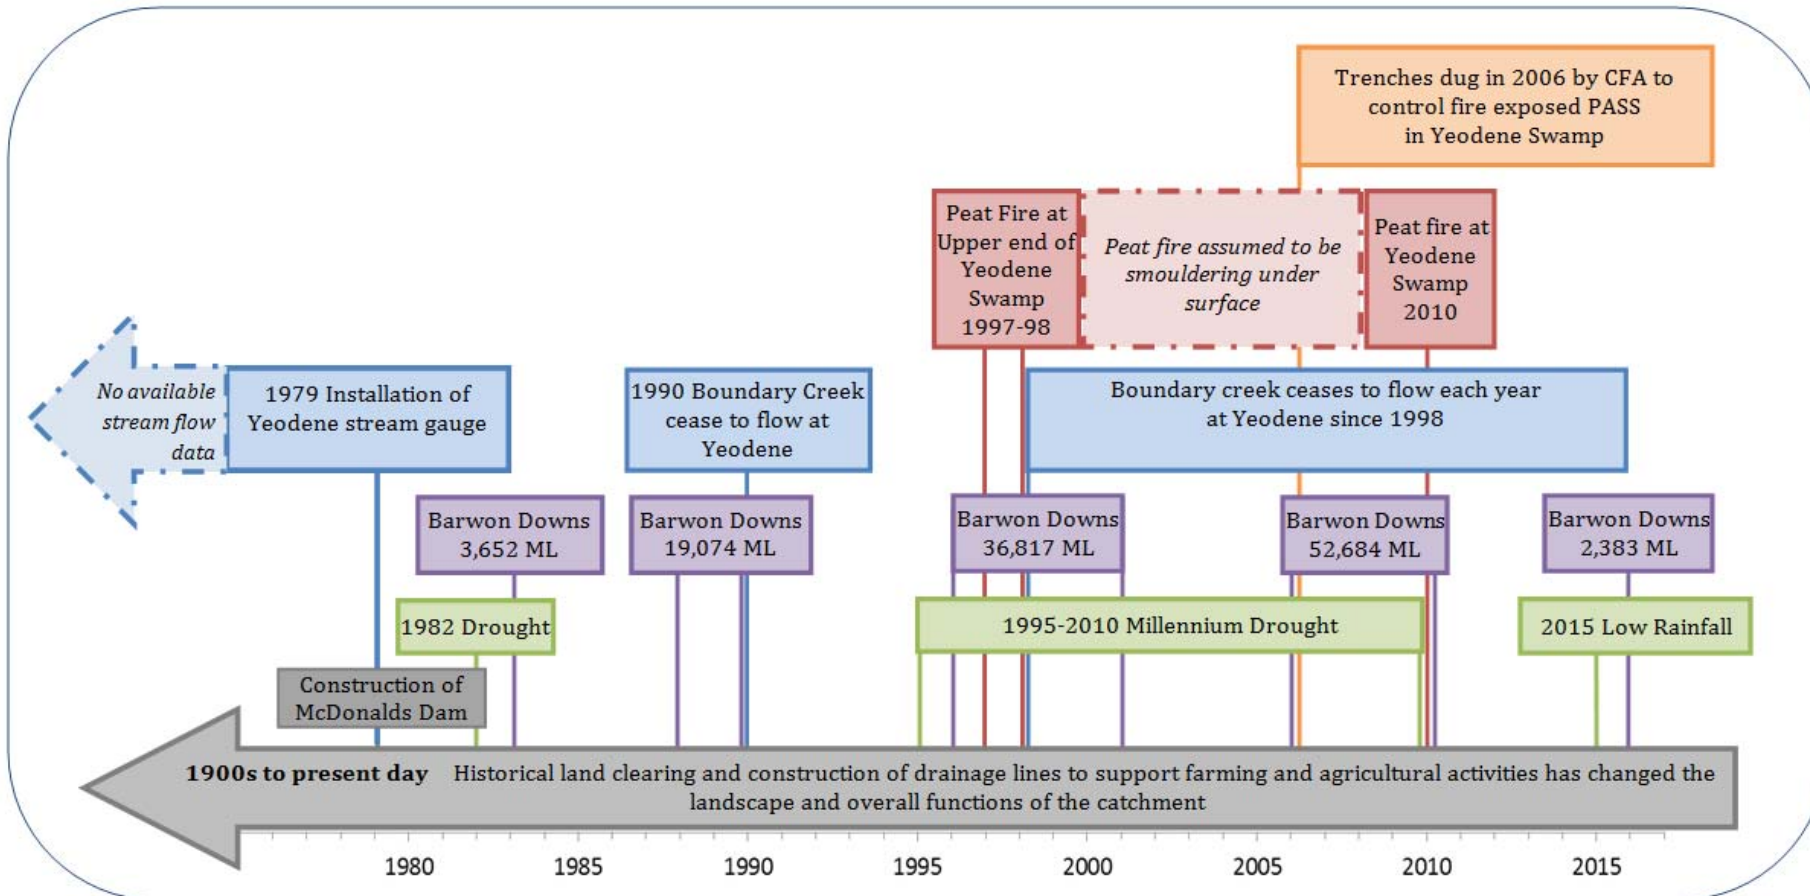 Trenches dug in 2006 by CFA to
control fire exposed PASS
in Yeodene Swamp
Peat Fire at
Upper end of
Yeodene
Swamp
1997-98
Peat fire assumed to be
smouldering under
surface
Peat fire at
Yeodene
Swamp
2010
No available
stream flow
data
1979 Installation of
Yeodene stream gauge
1990 Boundary Creek
cease to flow at
Yeodene
Boundary creek ceases to flow each year
at Yeodene since 1998
Barwon Downs
3,652 ML
Barwon Downs
19,074 ML
Barwon Downs
36,817 ML
Barwon Downs
52,684 ML
Barwon Downs
2,383 ML
1982 Drought
1995-2010 Millennium Drought
2015 Low Rainfall
Construction of
McDonalds Dam
1900s to present day Historical land clearing and construction of drainage lines to support farming and agricultural activities has changed the
landscape and overall functions of the catchment
1980 1985 1990 1995 2000 2005 2010 2015